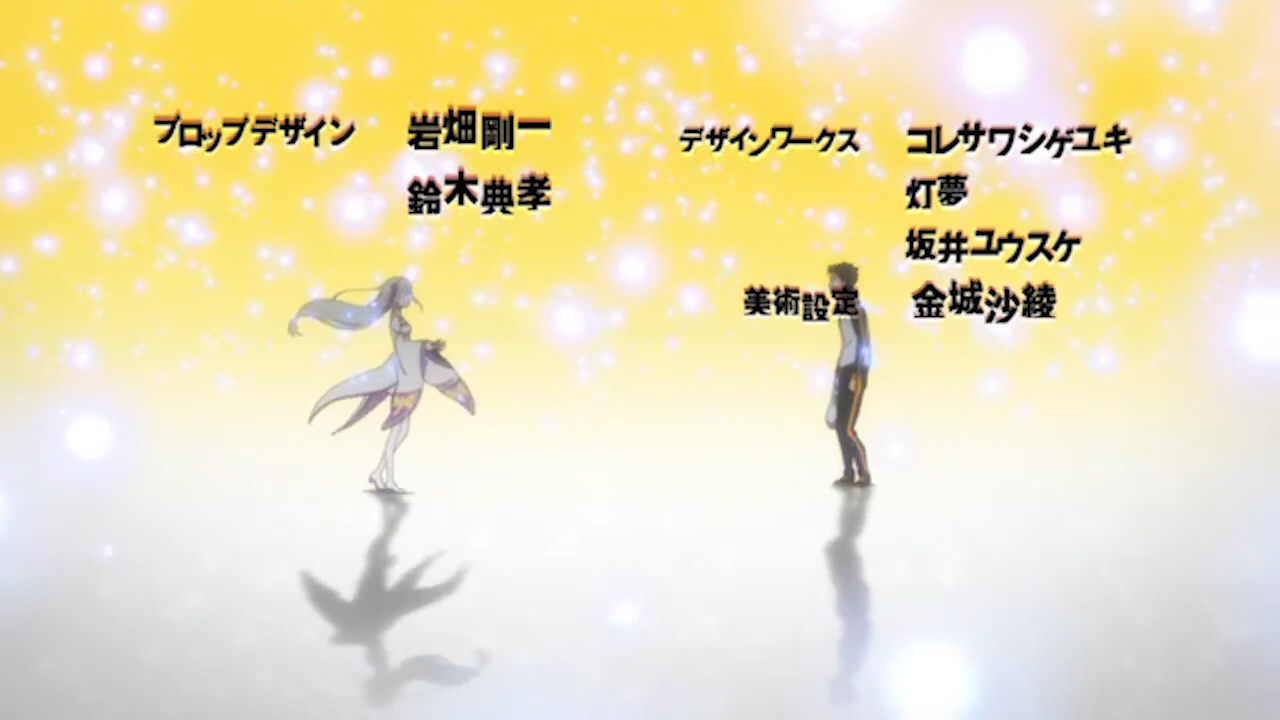 プロップデザイン 岩畑剛一
鈴木典孝
デザインワークス コレサワシゲユキ
灯夢
坂井ユウスケ
美術設定 金城沙綾